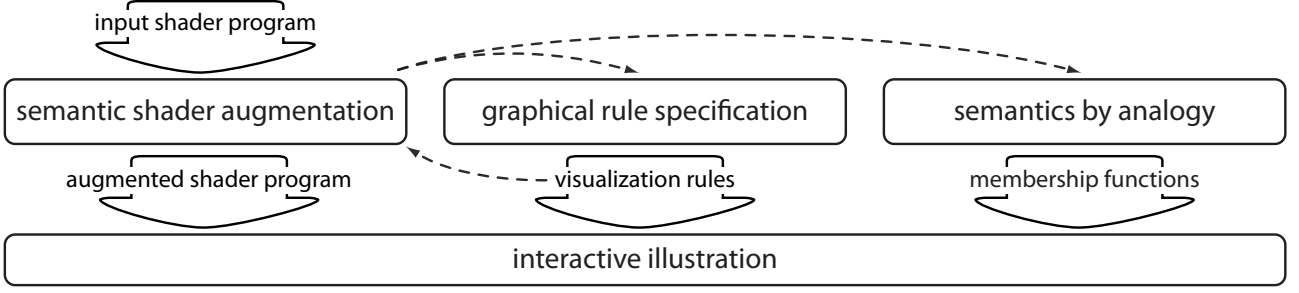 input shader program
semantic shader augmentation
graphical rule specification
semantics by analogy
augmented shader program
visualization rules
membership functions
interactive illustration